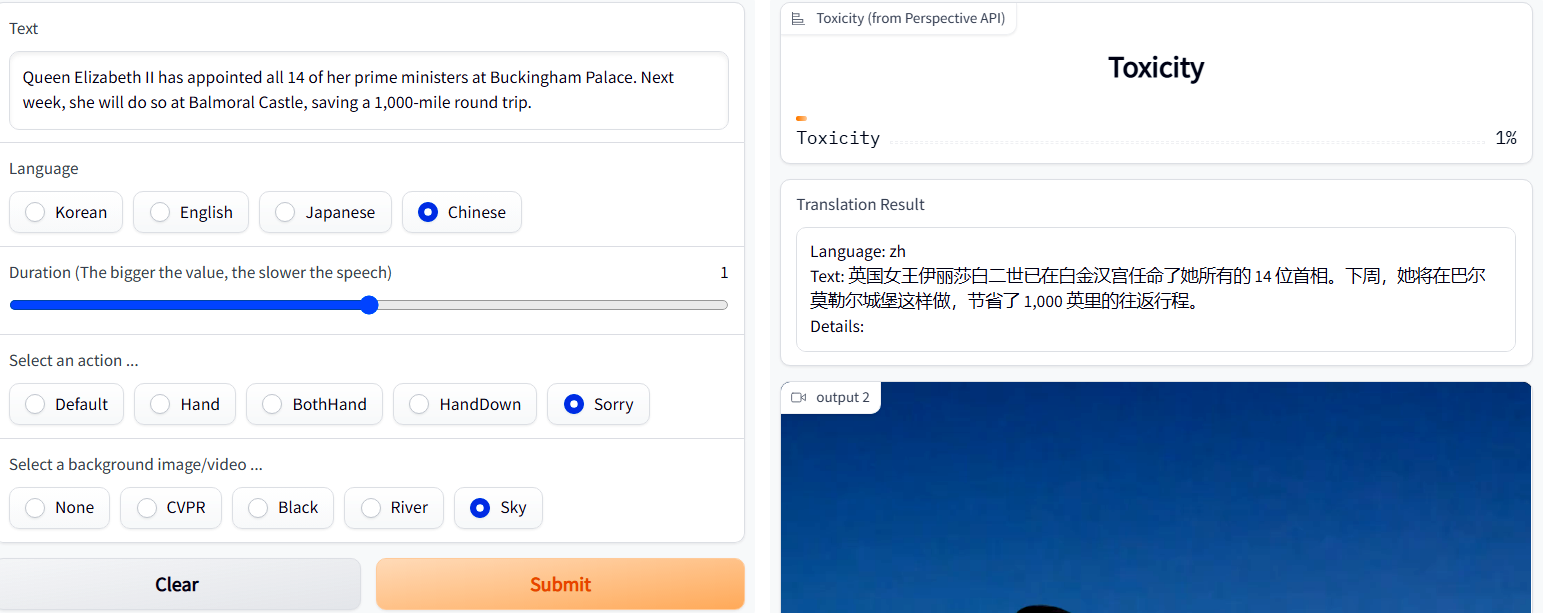 Text
Queen Elizabeth II has appointed all 14 of her prime ministers at Buckingham Palace. Next
week, she will do so at Balmoral Castle, saving a 1,000-mile round trip.
Language
Korean English Japanese Chinese
Duration (The bigger the value, the slower the speech) 1
Select an action ...
Default Hand BothHand HandDown Sorry
Select a background image/video ...
None CVPR Black River Sky
Clear Submit
Toxicity (from Perspective API)
Toxicity
Toxicity 1%
Translation Result
Language: zh
Text: 英国女王伊丽莎白二世已在白金汉宫任命了她所有的 14 位首相。下周，她将在巴尔
莫勒尔城堡这样做，节省了 1,000 英里的往返行程。
Details:
output 2